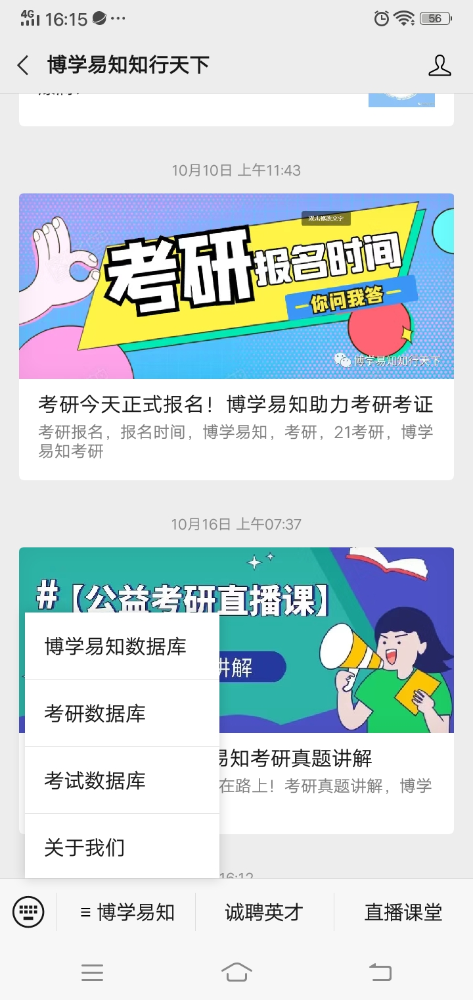 4G 16:15 56
博学易知知行天下
10月10日 上午11:43
双击修改文字
考研报名时间
你问我答
博学易知知行天下
考研今天正式报名！博学易知助力考研考证
考研报名，报名时间，博学易知，考研，21考研，博学
易知考研
10月16日 上午07:37
#【公益考研直播课】
讲解
易知考研真题讲解
在路上！考研真题讲解，博学
16:12
博学易知数据库
考研数据库
考试数据库
关于我们
≡ 博学易知
诚聘英才
直播课堂